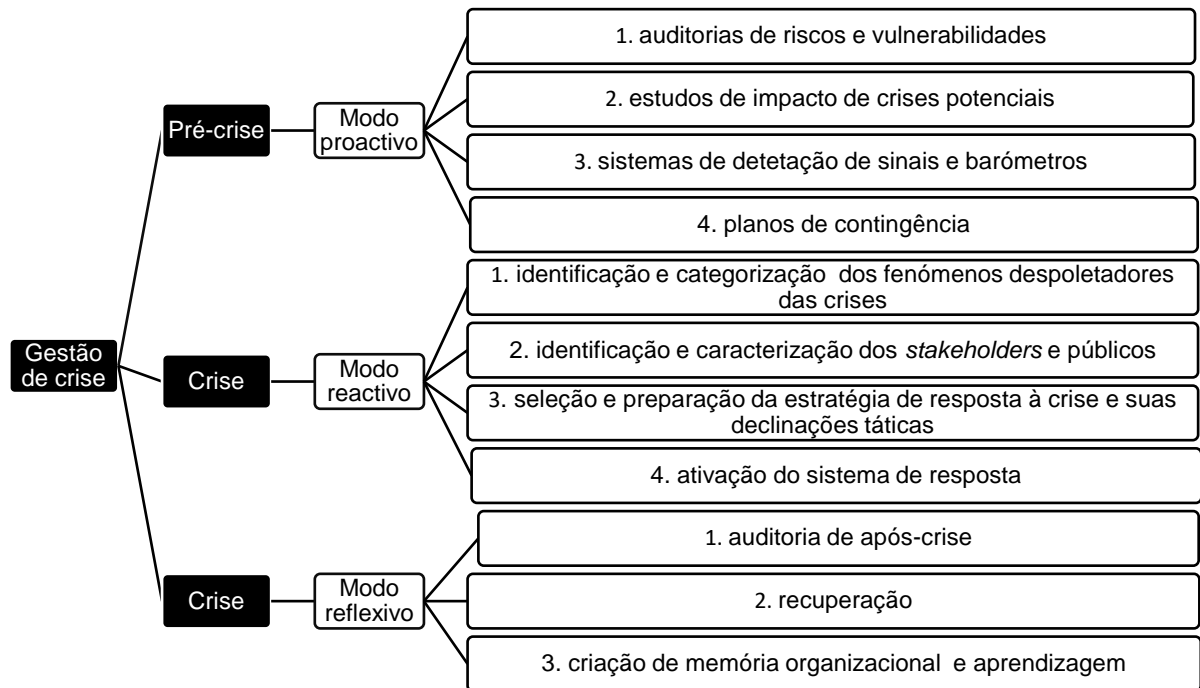 Gestão
de crise
Pré-crise
Modo
proactivo
1. auditorias de riscos e vulnerabilidades
2. estudos de impacto de crises potenciais
3. sistemas de detetação de sinais e barómetros
4. planos de contingência
Crise
Modo
reactivo
1. identificação e categorização dos fenómenos despoletadores
das crises
2. identificação e caracterização dos stakeholders e públicos
3. seleção e preparação da estratégia de resposta à crise e suas
declinações táticas
4. ativação do sistema de resposta
Crise
Modo
reflexivo
1. auditoria de após-crise
2. recuperação
3. criação de memória organizacional e aprendizagem